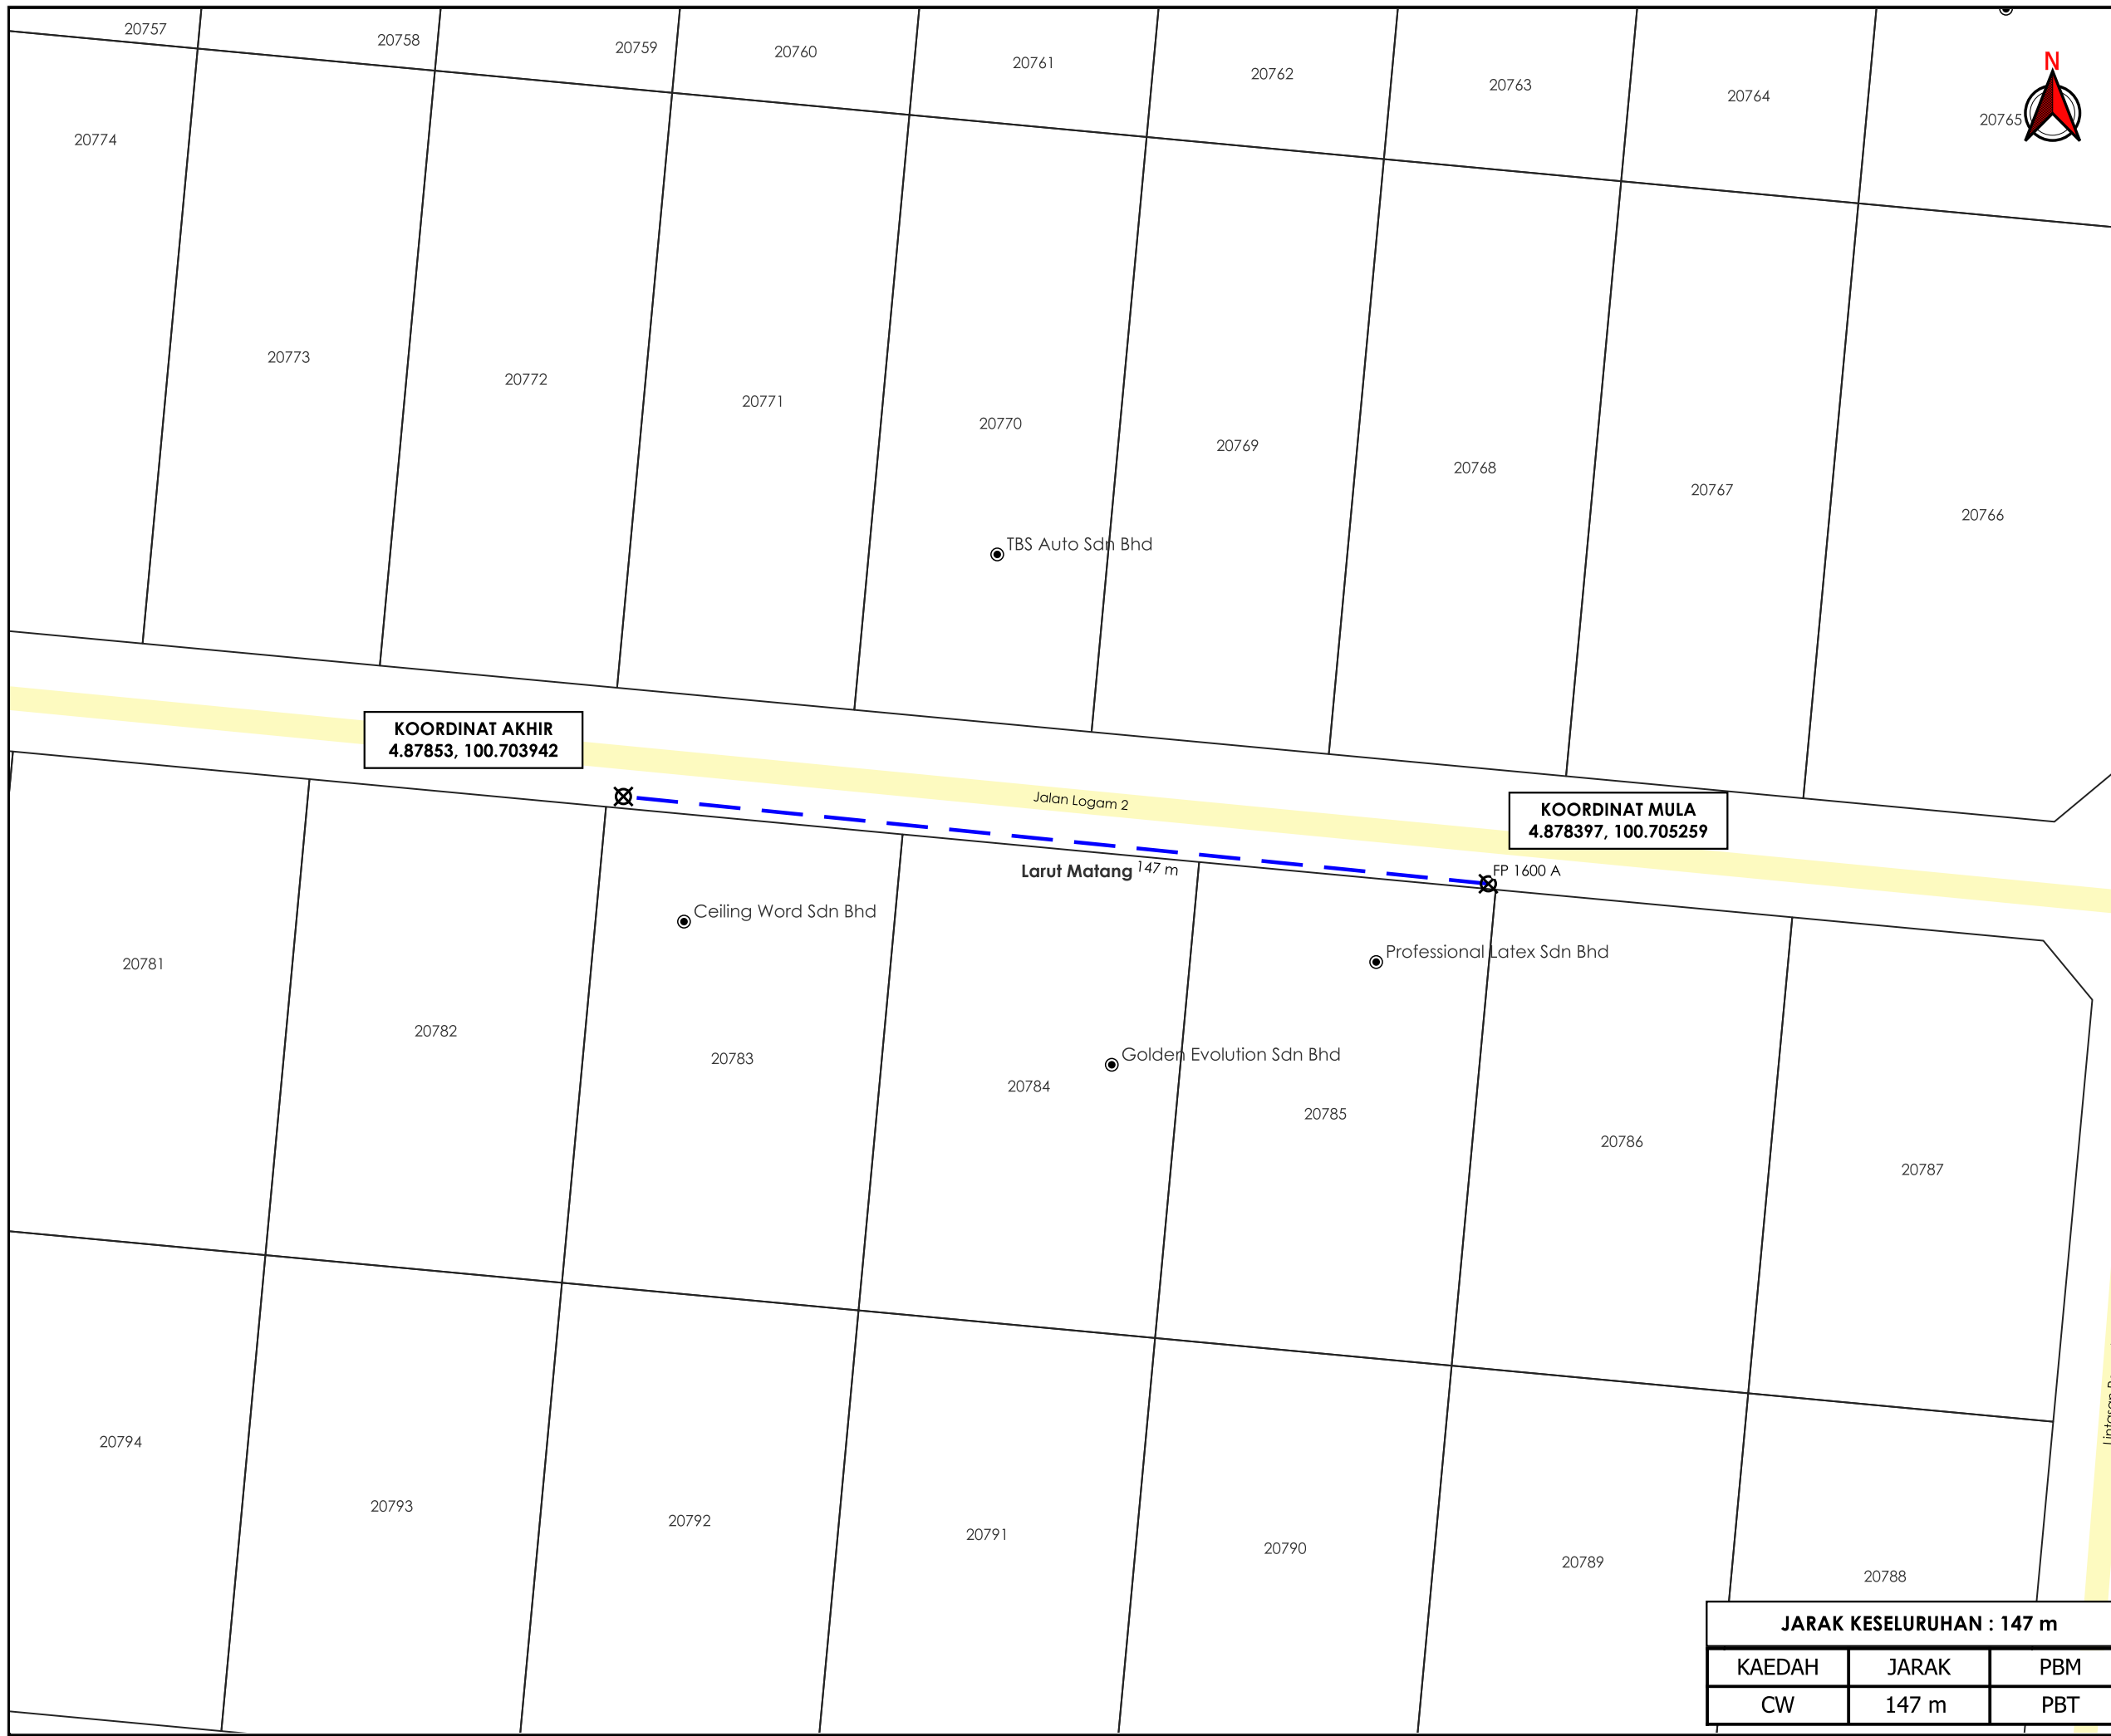 20757
20758
20759
20760
20761
20762
20763
20764
20765
N
20774
20773
20772
20771
20770
20769
20768
20767
20766
TBS Auto Sdn Bhd
KOORDINAT AKHIR
4.87853, 100.703942
Jalan Logam 2
KOORDINAT MULA
4.878397, 100.705259
FP 1600 A
Larut Matang
147 m
Ceiling Word Sdn Bhd
Professional Latex Sdn Bhd
Golden Evolution Sdn Bhd
20781
20782
20783
20784
20785
20786
20787
Lintasan
20794
20793
20792
20791
20790
20789
20788
JARAK KESELURUHAN : 147 m
KAEDAH JARAK PBM
CW 147 m PBT